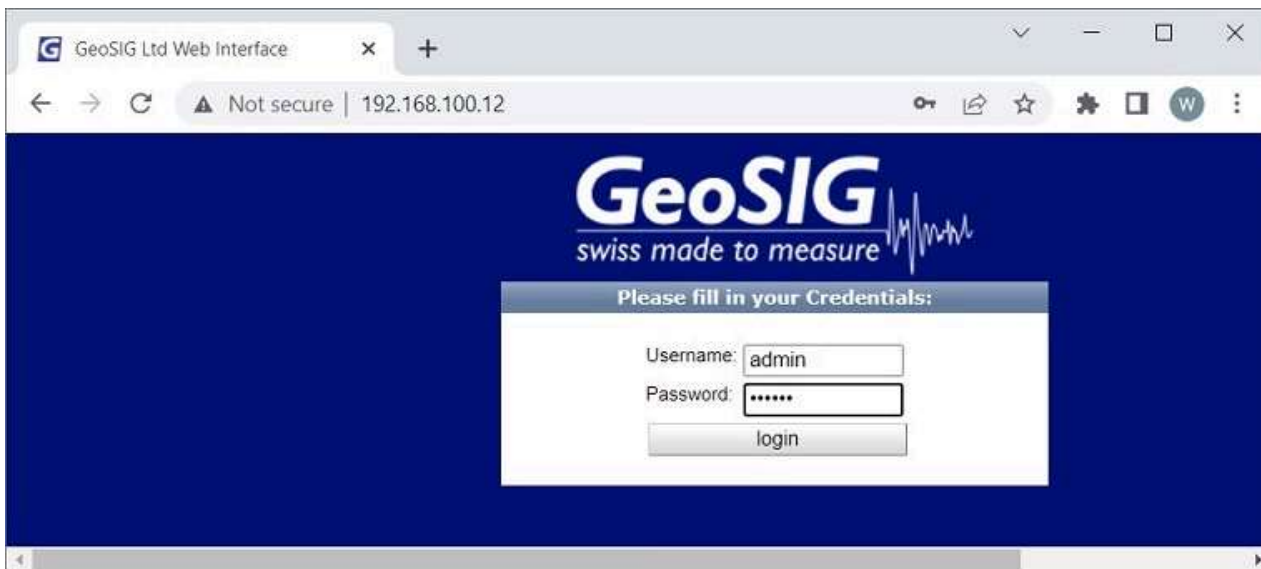 GeoSIG Ltd Web Interface
Not secure | 192.168.100.12
W
GeoSIG
swiss made to measure
Please fill in your Credentials:
Username: admin
Password: ••••••
login